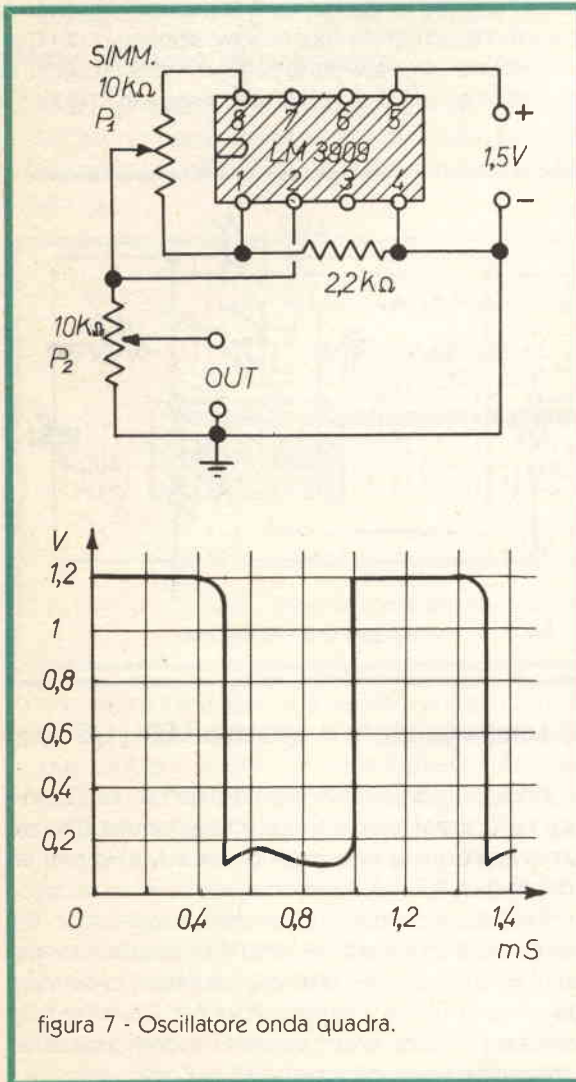 SIMM.
10KΩ
P1
8 7 6 5
LM 3909
1 2 3 4
+
1,5V
-
2,2KΩ
10KΩ
P2
OUT
V
1,2
1
0,8
0,6
0,4
0,2
0 0,4 0,8 1,2 1,4
mS
figura 7 - Oscillatore onda quadra.